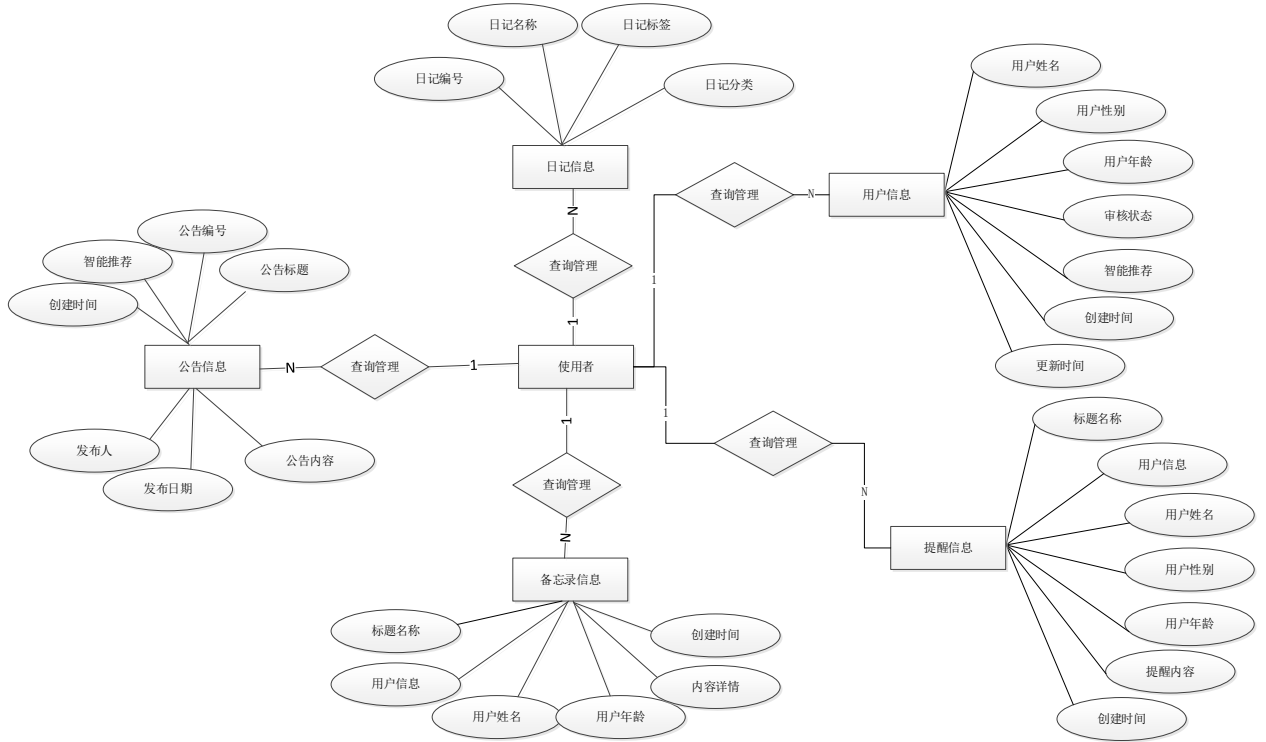 日记名称
日记标签
日记编号
日记分类
日记信息
N
查询管理
1
用户姓名
用户性别
用户年龄
审核状态
智能推荐
创建时间
更新时间
用户信息
N
查询管理
1
公告编号
智能推荐
公告标题
创建时间
公告信息
N
查询管理
1
使用者
发布人
发布日期
公告内容
1
查询管理
N
备忘录信息
标题名称
用户信息
用户姓名
用户年龄
内容详情
创建时间
1
查询管理
N
提醒信息
标题名称
用户信息
用户姓名
用户性别
用户年龄
提醒内容
创建时间